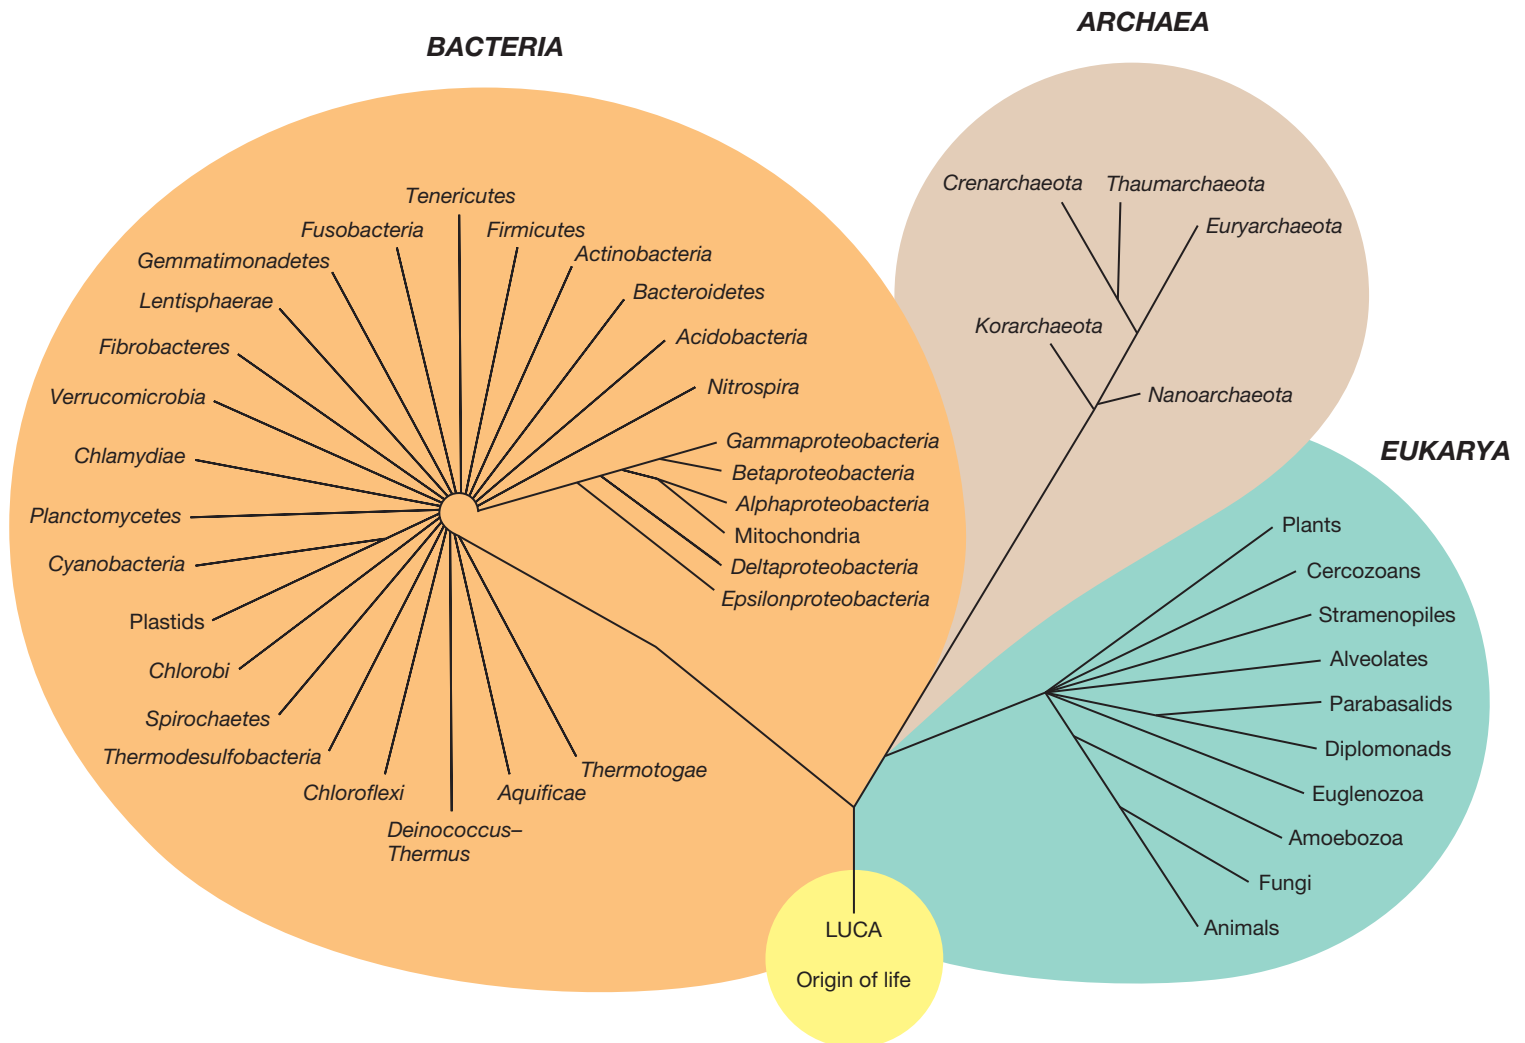 BACTERIA
Tenericutes
Fusobacteria
Firmicutes
Gemmatimonadetes
Actinobacteria
Lentisphaerae
Bacteroidetes
Fibrobacteres
Acidobacteria
Verrucomicrobia
Nitrospira
Chlamydiae
Gammaproteobacteria
Betaproteobacteria
Alphaproteobacteria
Planctomycetes
Mitochondria
Cyanobacteria
Deltaproteobacteria
Epsilonproteobacteria
Plastids
Chlorobi
Spirochaetes
Thermodesulfobacteria
Thermotogae
Chloroflexi
Aquificae
Deinococcus–
Thermus
ARCHAEA
Crenarchaeota
Thaumarchaeota
Euryarchaeota
Korarchaeota
Nanoarchaeota
EUKARYA
Plants
Cercozoans
Stramenopiles
Alveolates
Parabasalids
Diplomonads
Euglenozoa
Amoebozoa
Fungi
Animals
LUCA
Origin of life